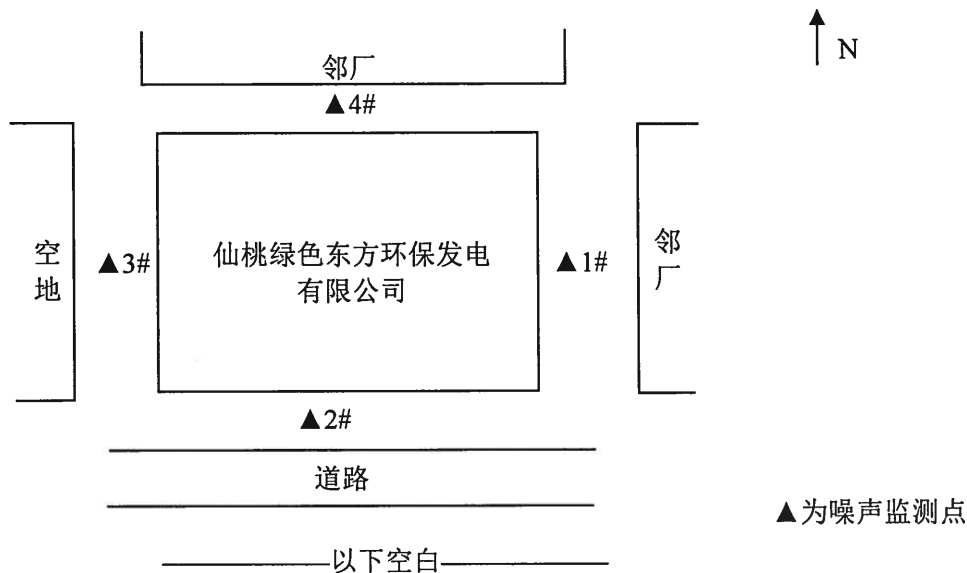 邻厂
N
▲4#
空地
▲3#
仙桃绿色东方环保发电
有限公司
▲1#
邻厂
▲2#
道路
▲为噪声监测点
以下空白